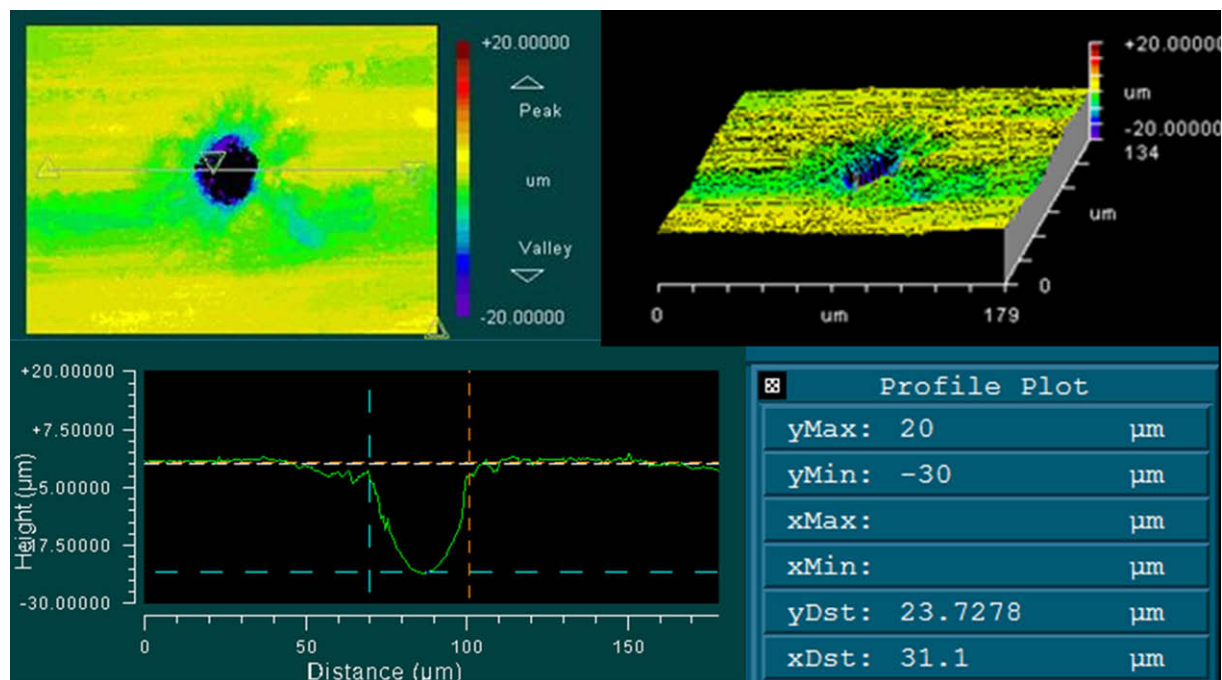 +20.00000
Peak
um
Valley
-20.00000
+20.00000
um
-20.00000
134
um
0
0
um
179
+20.00000
+7.50000
-5.00000
-17.50000
-30.00000
Height (µm)
0
50
100
150
Distance (µm)
Profile Plot
yMax: 20 µm
yMin: -30 µm
xMax: µm
xMin: µm
yDst: 23.7278 µm
xDst: 31.1 µm